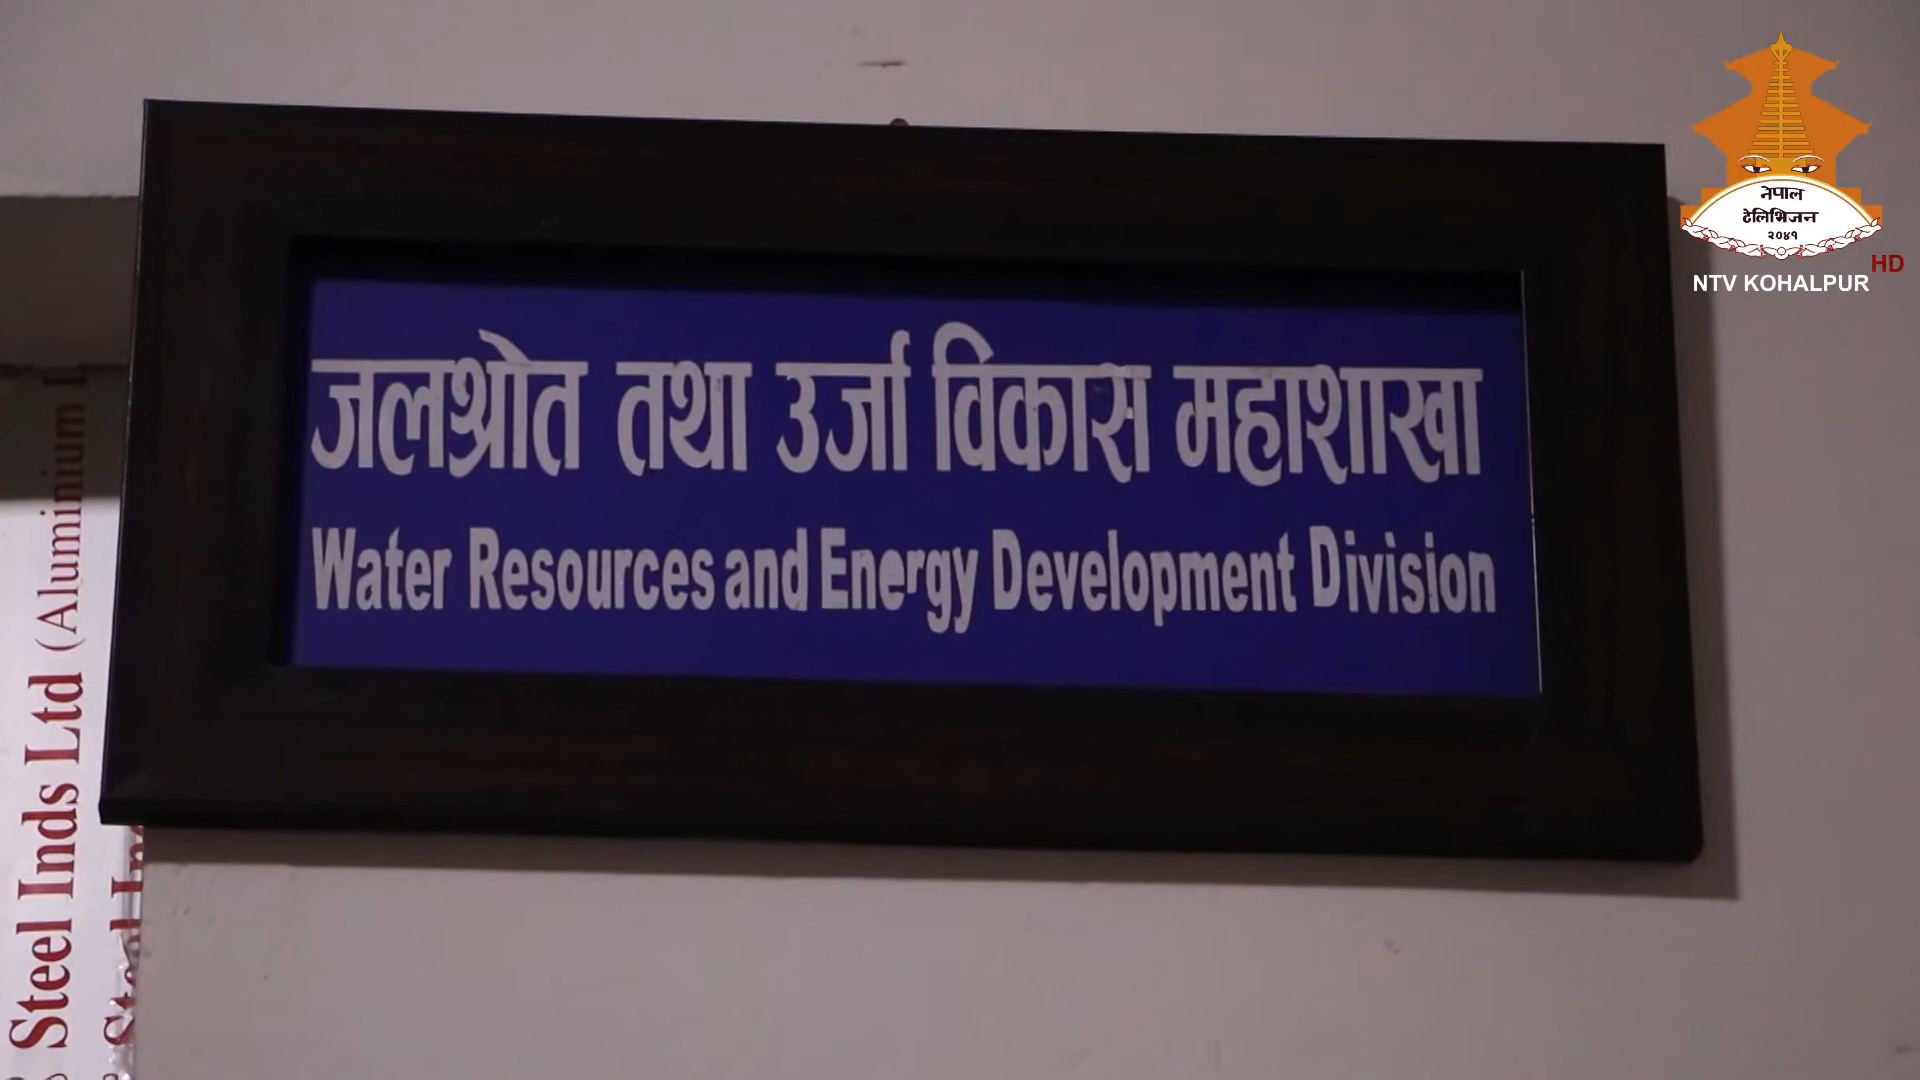 जलश्रोत तथा उर्जा विकास महाशाखा
Water Resources and Energy Development Division
नेपाल
टेलिभिजन
२०४१
HD
NTV KOHALPUR
Steel Inds Ltd (Aluminium
Steel